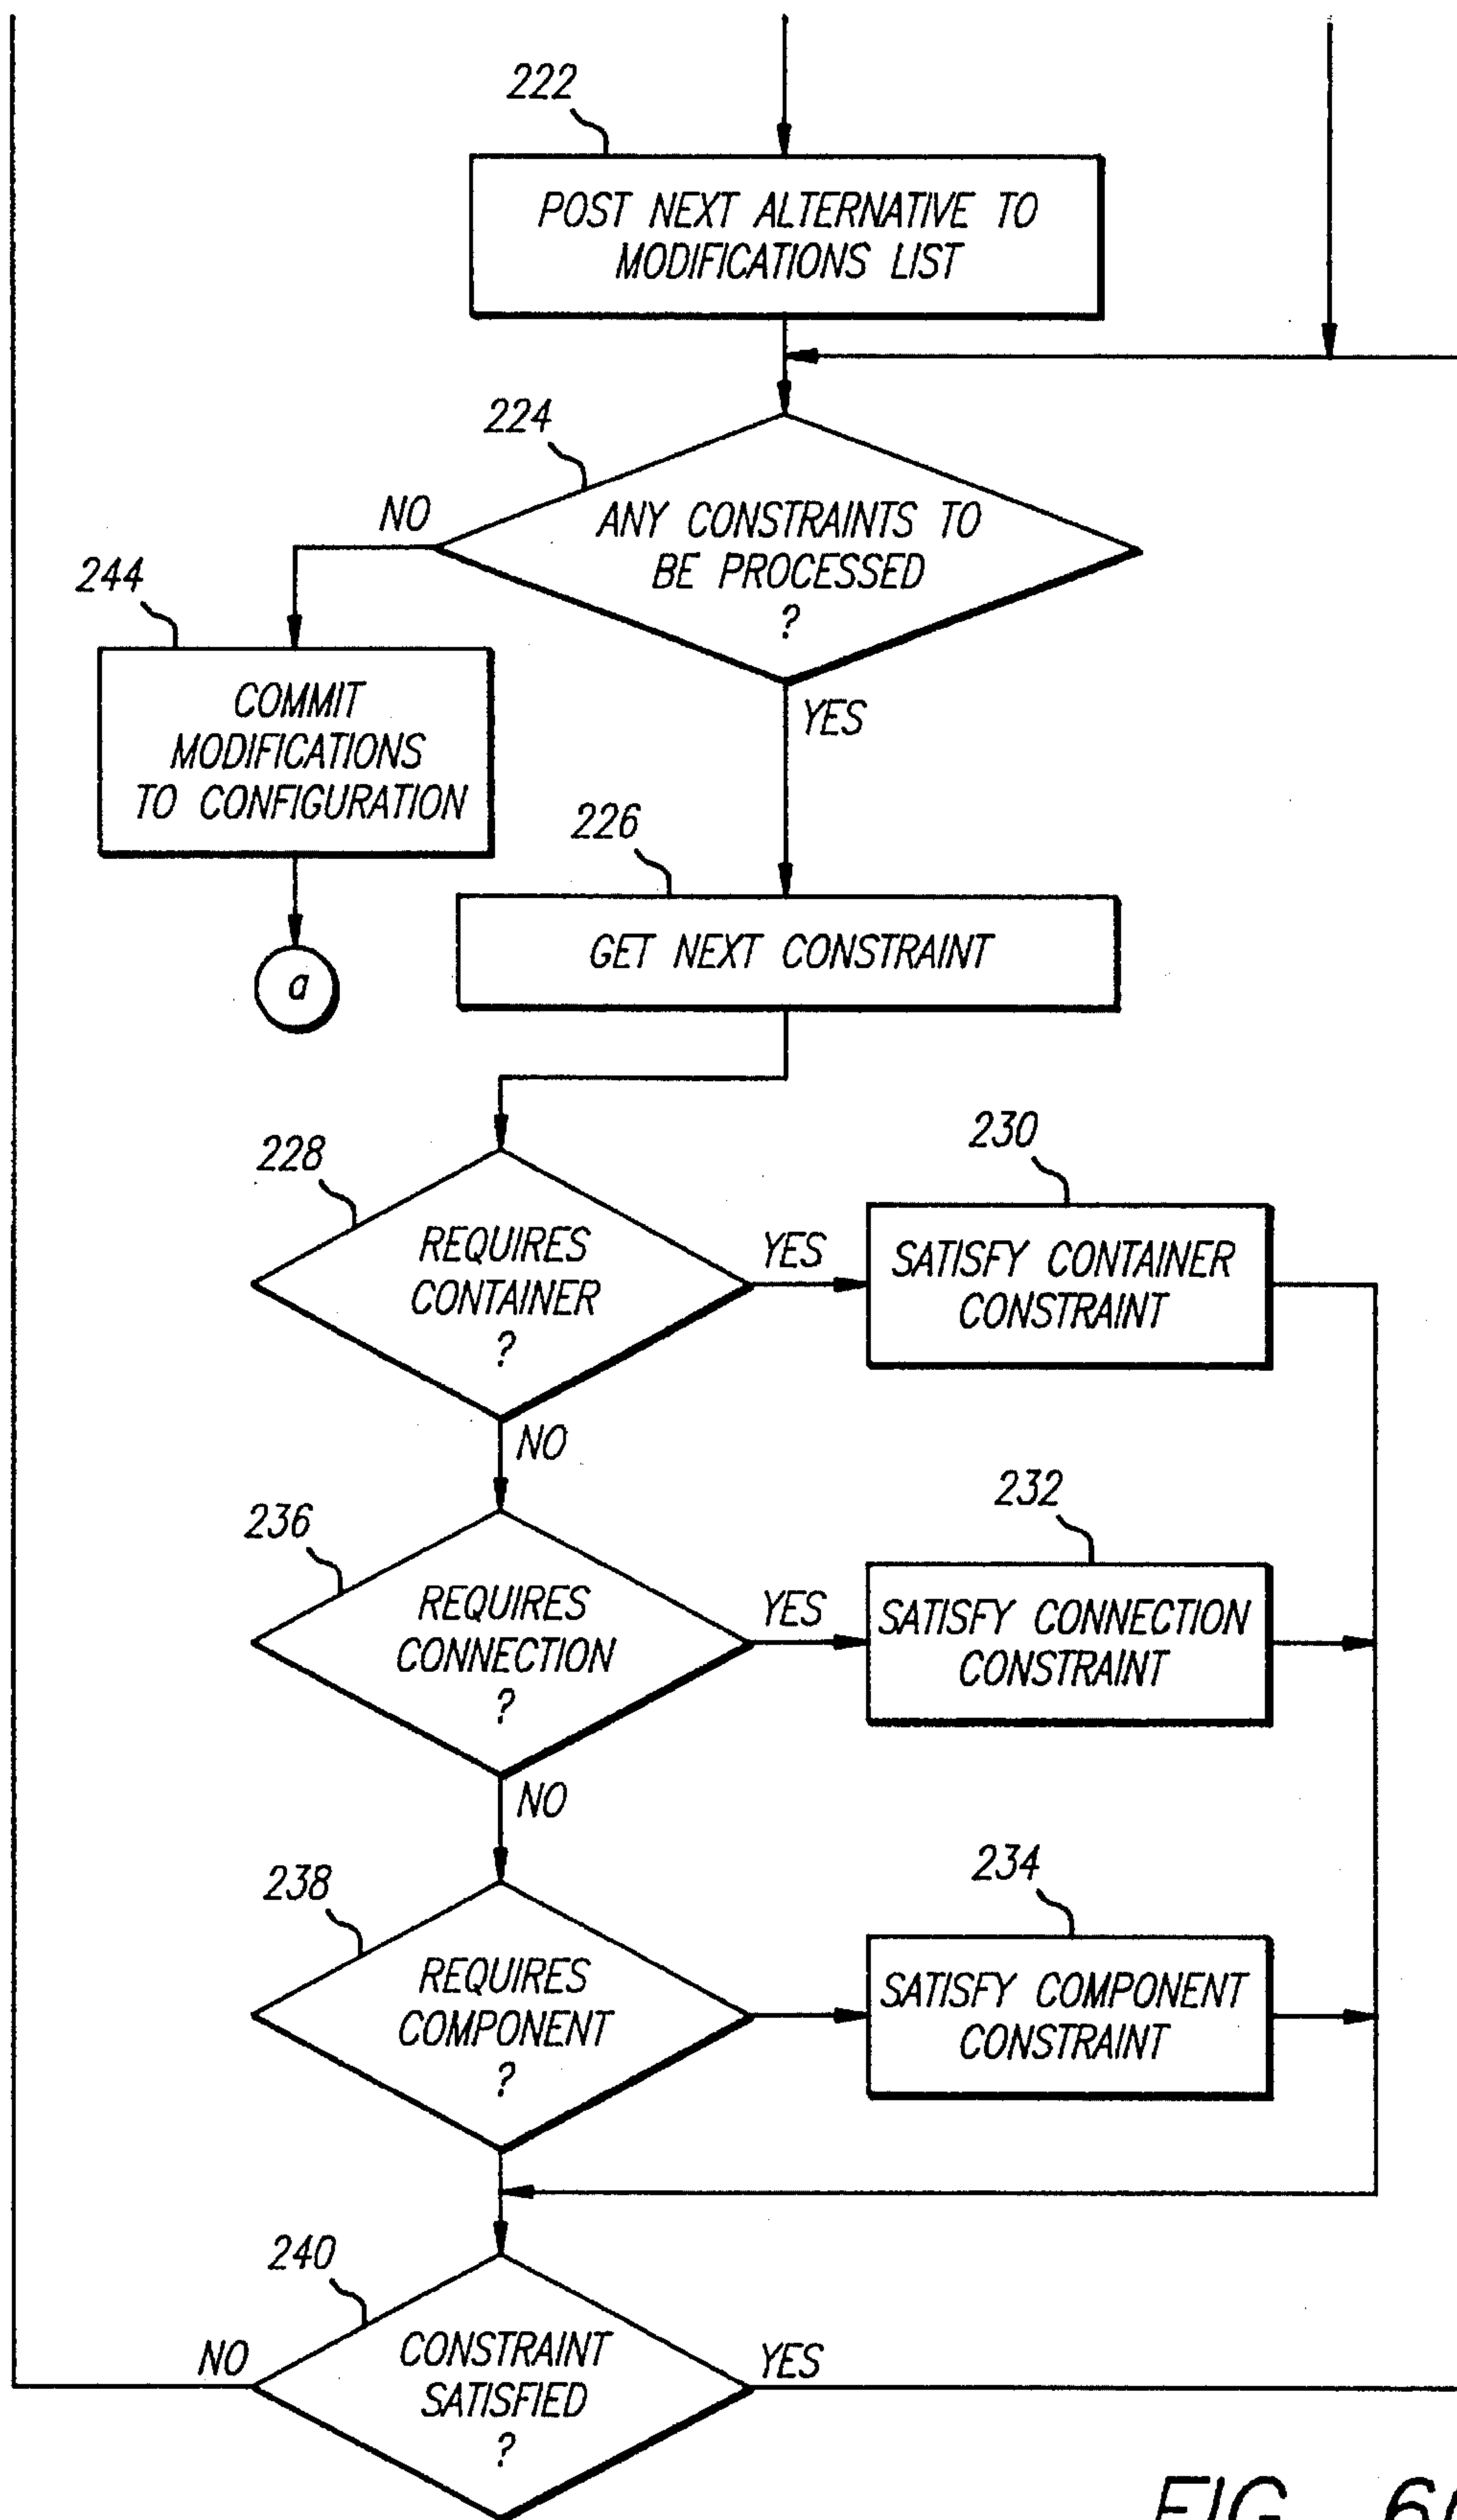 222
POST NEXT ALTERNATIVE TO
MODIFICATIONS LIST
224
NO
ANY CONSTRAINTS TO
BE PROCESSED
?
244
COMMIT
MODIFICATIONS
TO CONFIGURATION
YES
226
GET NEXT CONSTRAINT
a
228
REQUIRES
CONTAINER
?
YES
230
SATISFY CONTAINER
CONSTRAINT
NO
236
REQUIRES
CONNECTION
?
YES
232
SATISFY CONNECTION
CONSTRAINT
NO
238
REQUIRES
COMPONENT
?
234
SATISFY COMPONENT
CONSTRAINT
240
NO
CONSTRAINT
SATISFIED
?
YES
FIG. 6